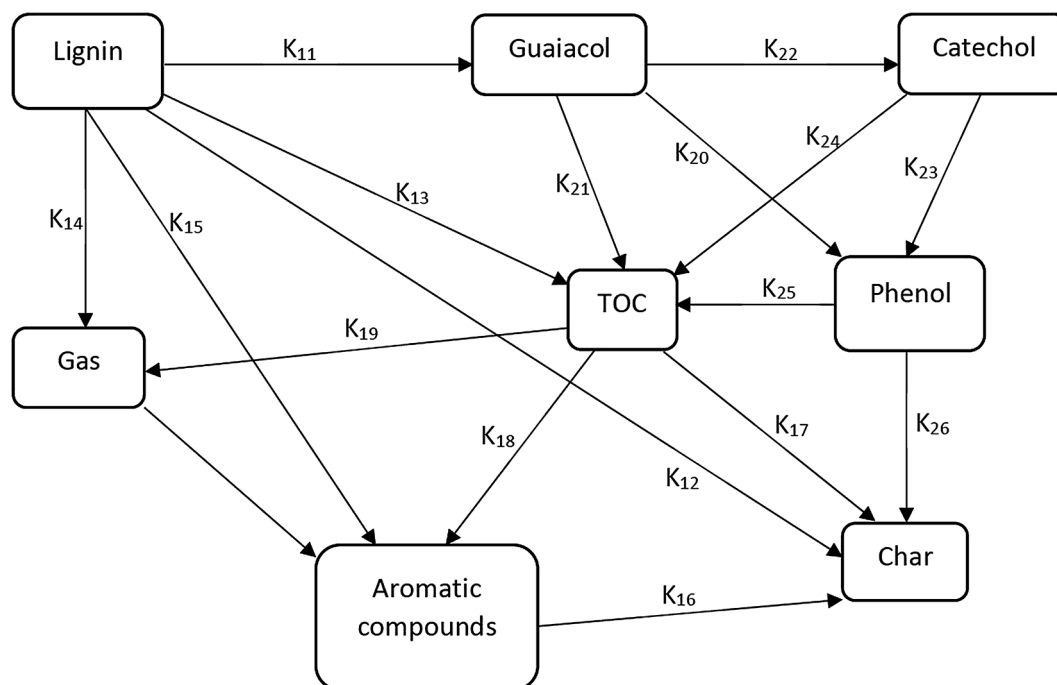 Lignin
K₁₁
Guaiacol
K₂₂
Catechol
K₂₄
K₂₀
K₂₃
K₂₁
K₁₃
K₁₄
K₁₅
TOC
K₂₅
Phenol
K₁₉
Gas
K₁₈
K₁₇
K₂₆
K₁₂
Char
Aromatic
compounds
K₁₆